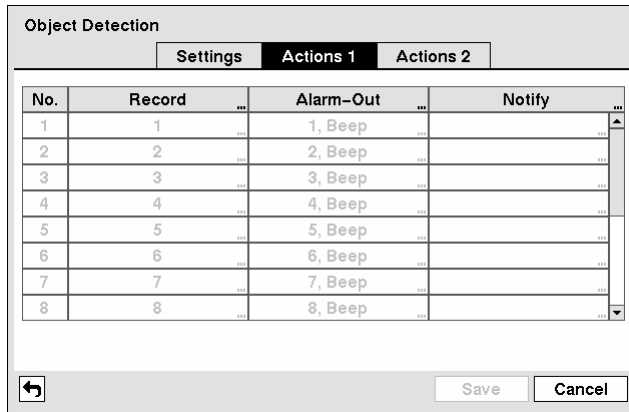 Object Detection
Settings Actions 1 Actions 2
No. Record ... Alarm-Out ... Notify ...
1 1 ... 1, Beep ... ...
2 2 ... 2, Beep ... ...
3 3 ... 3, Beep ... ...
4 4 ... 4, Beep ... ...
5 5 ... 5, Beep ... ...
6 6 ... 6, Beep ... ...
7 7 ... 7, Beep ... ...
8 8 ... 8, Beep ... ...
Save Cancel